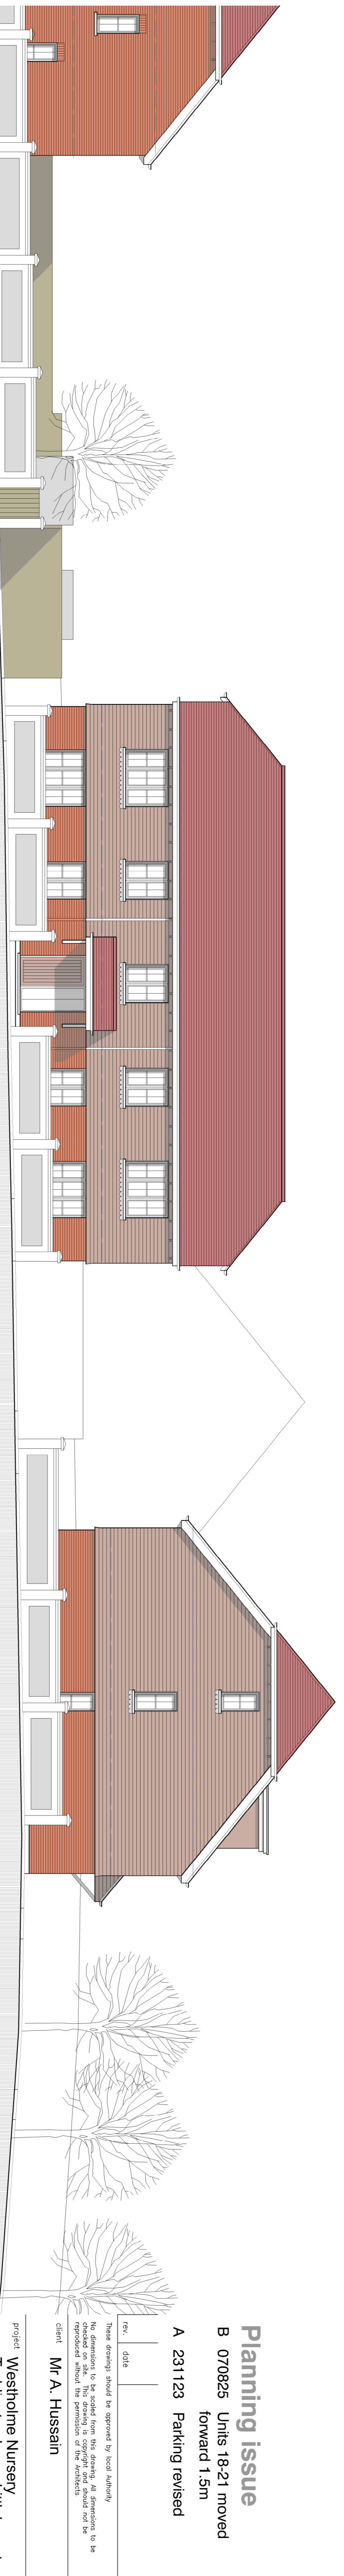 Planning issue
B 070825 Units 18-21 moved
forward 1.5m
A 231123 Parking revised
rev. date
These drawings should be approved by local Authority
No dimensions to be scaled from this drawing. All dimensions to be
checked on site. This drawing is copyright and should not be
reproduced without the permission of the Architects
client Mr A. Hussain
project Westholme Nursery